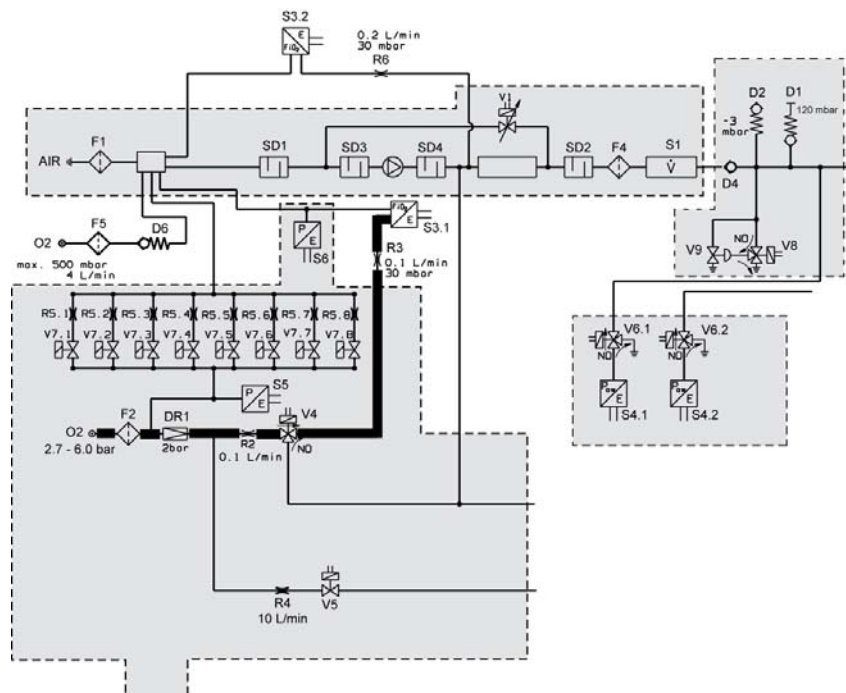 S3.2
E
FiO2
0.2 L/min
30 mbar
R6
D2
D1
120 mbar
-3
mbar
V1
F1
AIR
SD1
SD3
SD4
SD2
F4
S1
V̇
D4
F5
D6
O2
max. 500 mbar
4 L/min
P
E
S6
FiO2
S3.1
R3
0.1 L/min
30 mbar
V9
NO
V8
R5.1 R5.2 R5.3 R5.4 R5.5 R5.6 R5.7 R5.8
V7.1 V7.2 V7.3 V7.4 V7.5 V7.6 V7.7 V7.8
V6.1
NO
V6.2
NO
Paw
E
S4.1
Paw
E
S4.2
P
E
S5
V4
O2
F2
DR1
2.7 - 6.0 bar
2bar
R2
0.1 L/min
NO
R4
10 L/min
V5